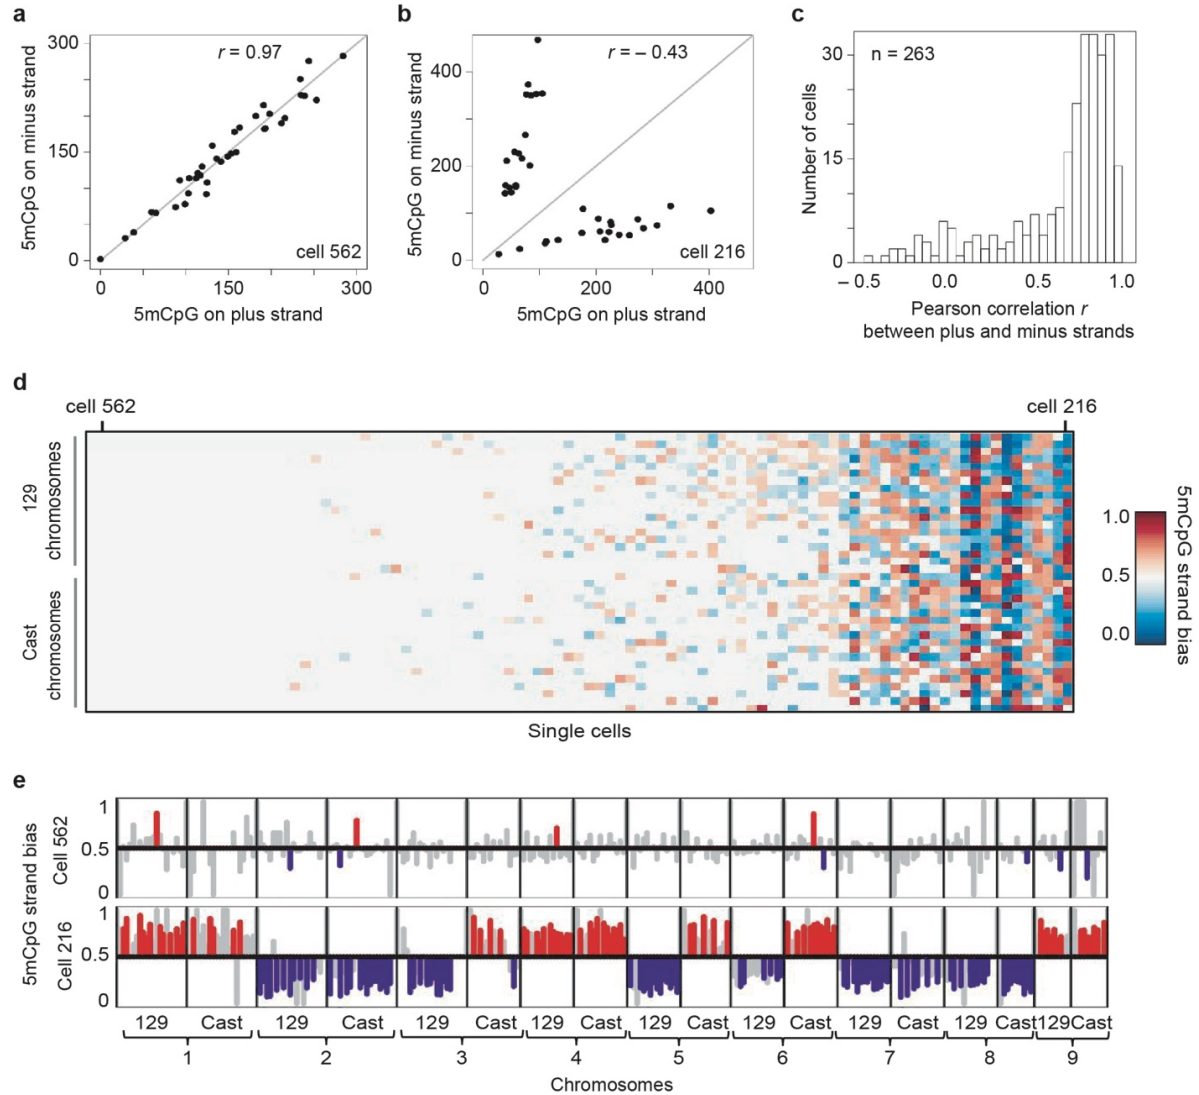 a
r = 0.97
300
150
0
5mCpG on minus strand
cell 562
0
150
300
5mCpG on plus strand
b
r = – 0.43
400
200
0
5mCpG on minus strand
cell 216
0
200
400
5mCpG on plus strand
c
n = 263
30
15
0
Number of cells
– 0.5
0.0
0.5
1.0
Pearson correlation r
between plus and minus strands
d
cell 562
cell 216
129
chromosomes
Cast
chromosomes
Single cells
1.0
0.5
0.0
5mCpG strand bias
e
5mCpG strand bias
Cell 562
1
0.5
0
Cell 216
1
0.5
0
129 Cast 129 Cast 129 Cast 129 Cast 129 Cast 129 Cast 129 Cast 129 Cast 129 Cast
1 2 3 4 5 6 7 8 9
Chromosomes